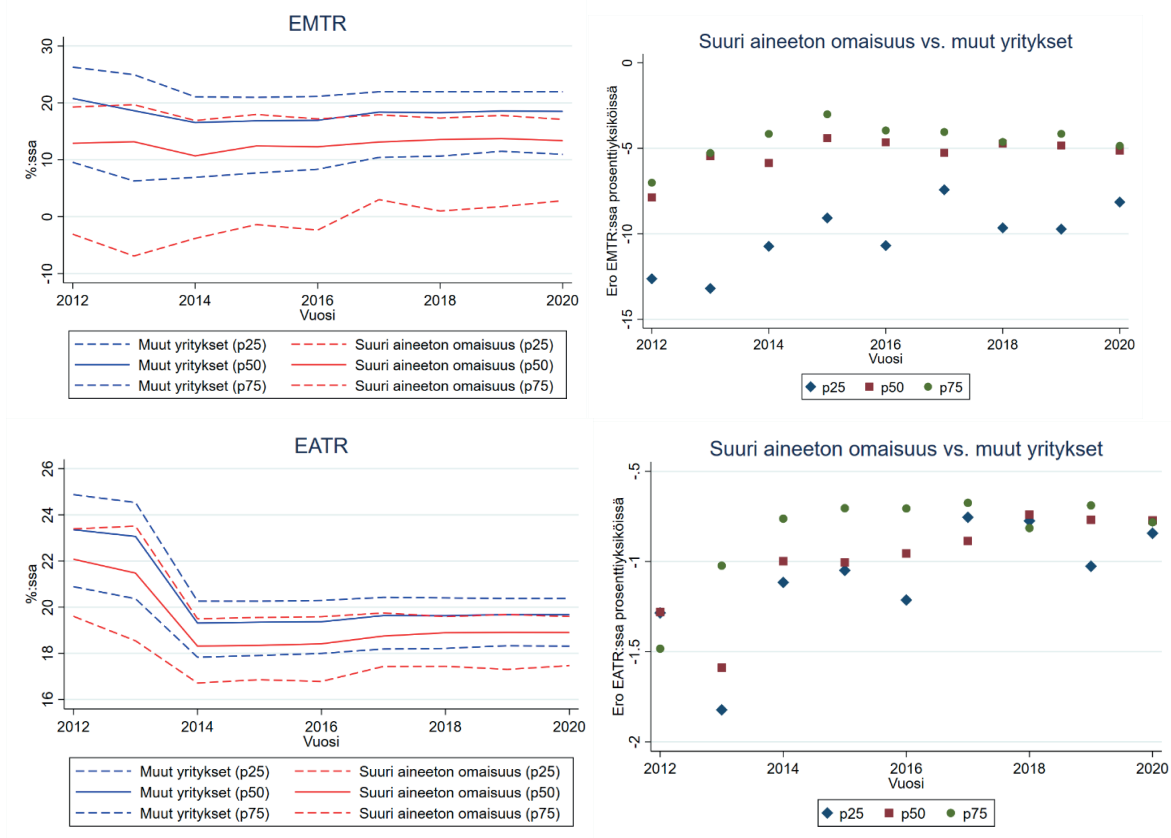 EMTR
%:ssa
30
20
10
0
-10
2012 2014 2016 2018 2020
Vuosi
Muut yritykset (p25) Suuri aineeton omaisuus (p25)
Muut yritykset (p50) Suuri aineeton omaisuus (p50)
Muut yritykset (p75) Suuri aineeton omaisuus (p75)
Suuri aineeton omaisuus vs. muut yritykset
Ero EMTR:ssa prosenttiyksiköissä
0
-5
-10
-15
2012 2014 2016 2018 2020
Vuosi
p25 p50 p75
EATR
%:ssa
26
24
22
20
18
16
2012 2014 2016 2018 2020
Vuosi
Muut yritykset (p25) Suuri aineeton omaisuus (p25)
Muut yritykset (p50) Suuri aineeton omaisuus (p50)
Muut yritykset (p75) Suuri aineeton omaisuus (p75)
Suuri aineeton omaisuus vs. muut yritykset
Ero EATR:ssa prosenttiyksiköissä
-.5
-1
-1.5
-2
2012 2014 2016 2018 2020
Vuosi
p25 p50 p75